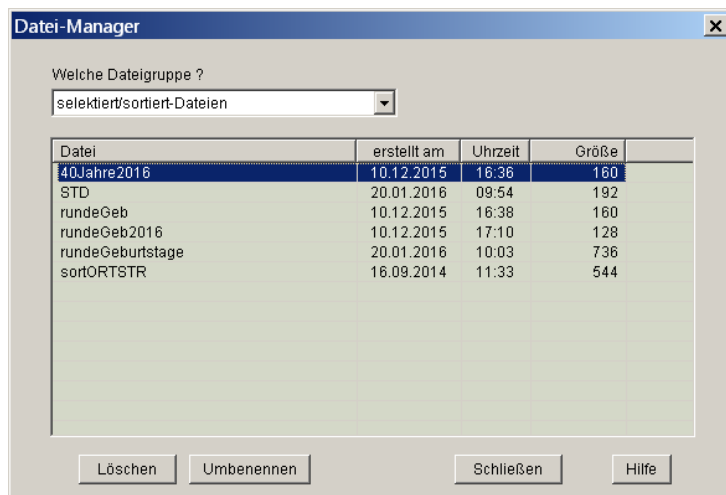 Datei-Manager
Welche Dateigruppe ?
selektiert/sortiert-Dateien
Datei erstellt am Uhrzeit Größe
40Jahre2016 10.12.2015 16:36 160
STD 20.01.2016 09:54 192
rundeGeb 10.12.2015 16:38 160
rundeGeb2016 10.12.2015 17:10 128
rundeGeburtstage 20.01.2016 10:03 736
sortORTSTR 16.09.2014 11:33 544
Löschen Umbenennen Schließen Hilfe